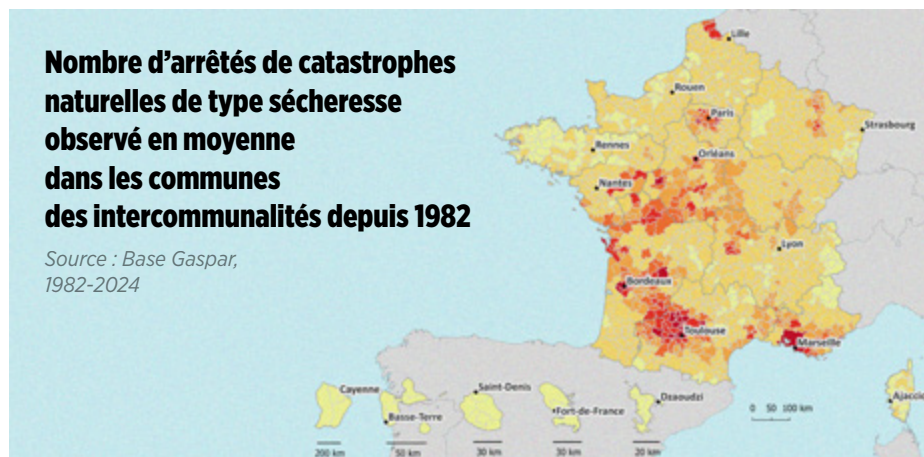 Nombre d’arrêtés de catastrophes
naturelles de type sécheresse
observé en moyenne
dans les communes
des intercommunalités depuis 1982
Source : Base Gaspar,
1982-2024
Lille
Rouen
Paris
Strasbourg
Rennes
Orléans
Nantes
Lyon
Bordeaux
Toulouse
Marseille
Ajaccio
Cayenne
Basse-Terre
Saint-Denis
Fort-de-France
Dzaoudzi
0 50 100 km
200 km
50 km
30 km
30 km
20 km